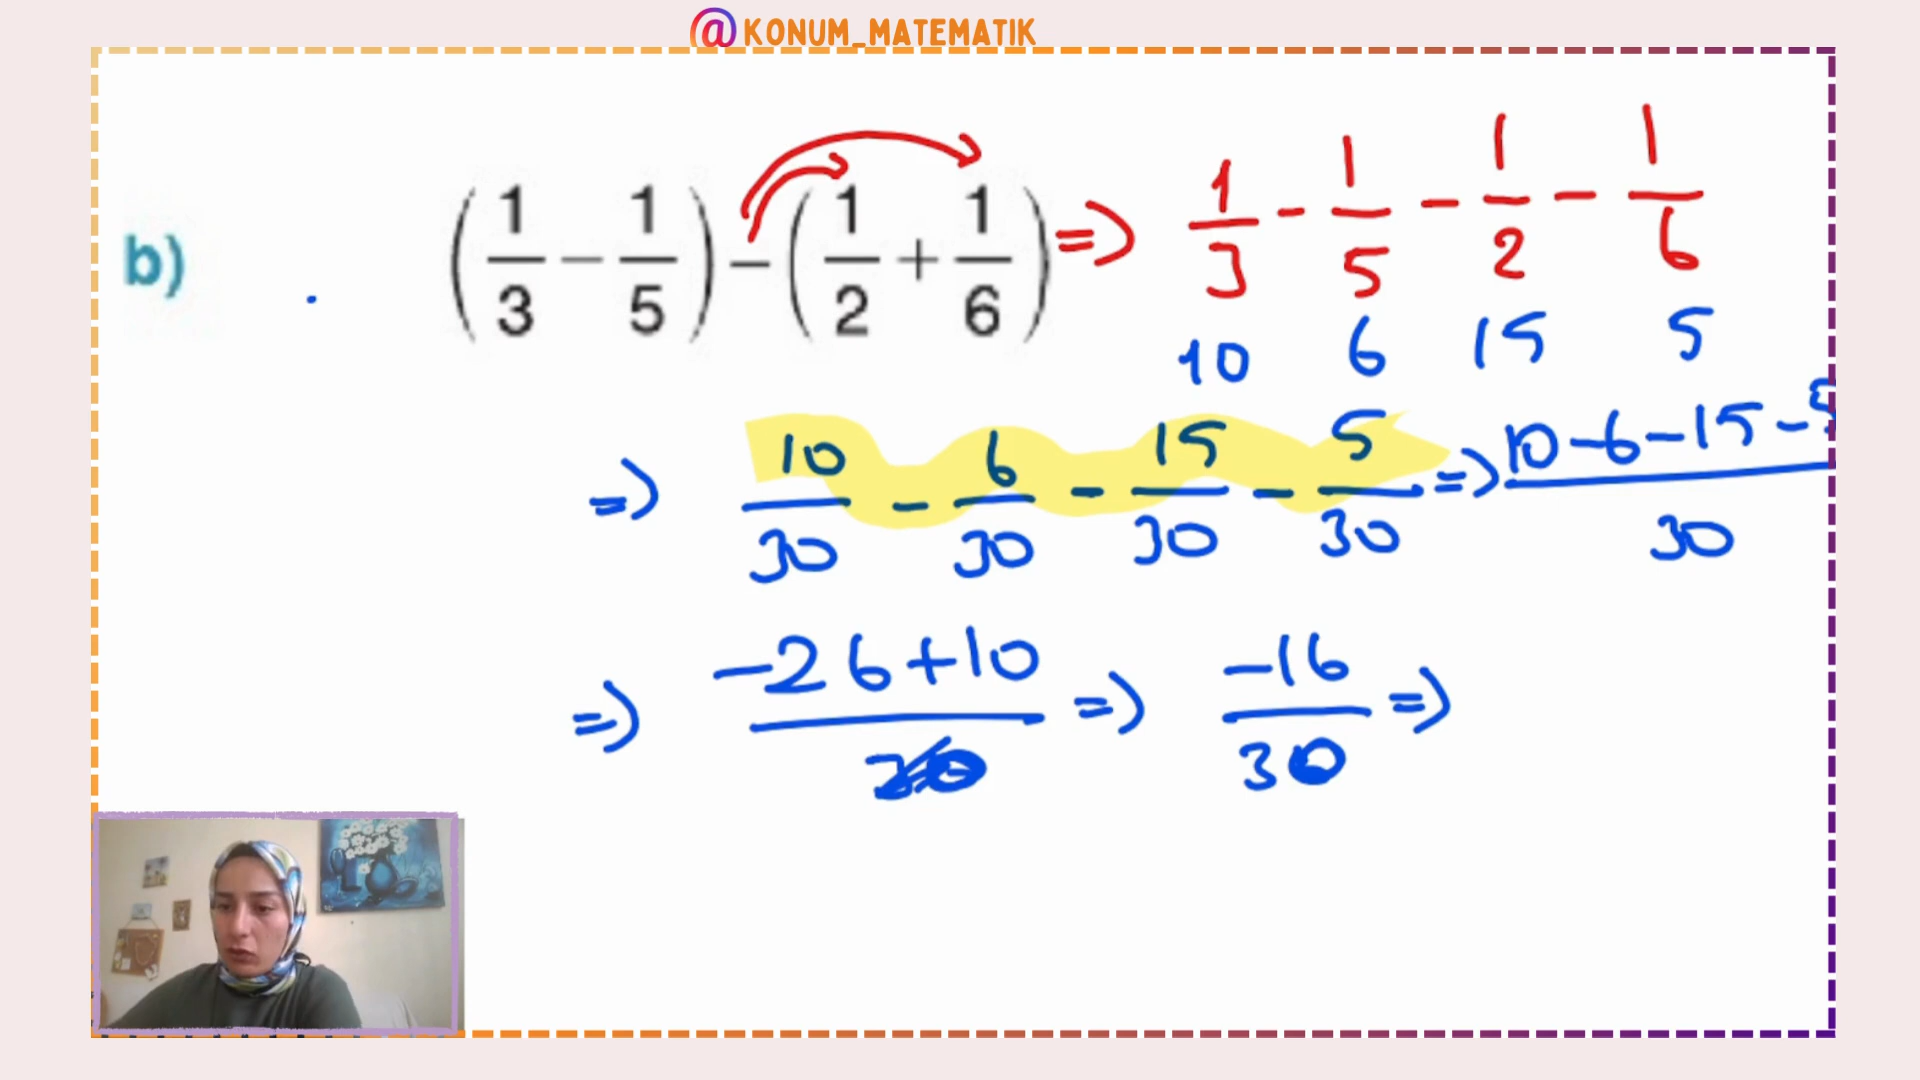 @KONUM_MATEMATIK
b) (1/3 − 1/5) − (1/2 + 1/6) => 1/3 - 1/5 - 1/2 - 1/6
10 6 15 5
=> 10/30 - 6/30 - 15/30 - 5/30 => 10-6-15-5/30
=> -26+10/30 => -16/30 =>